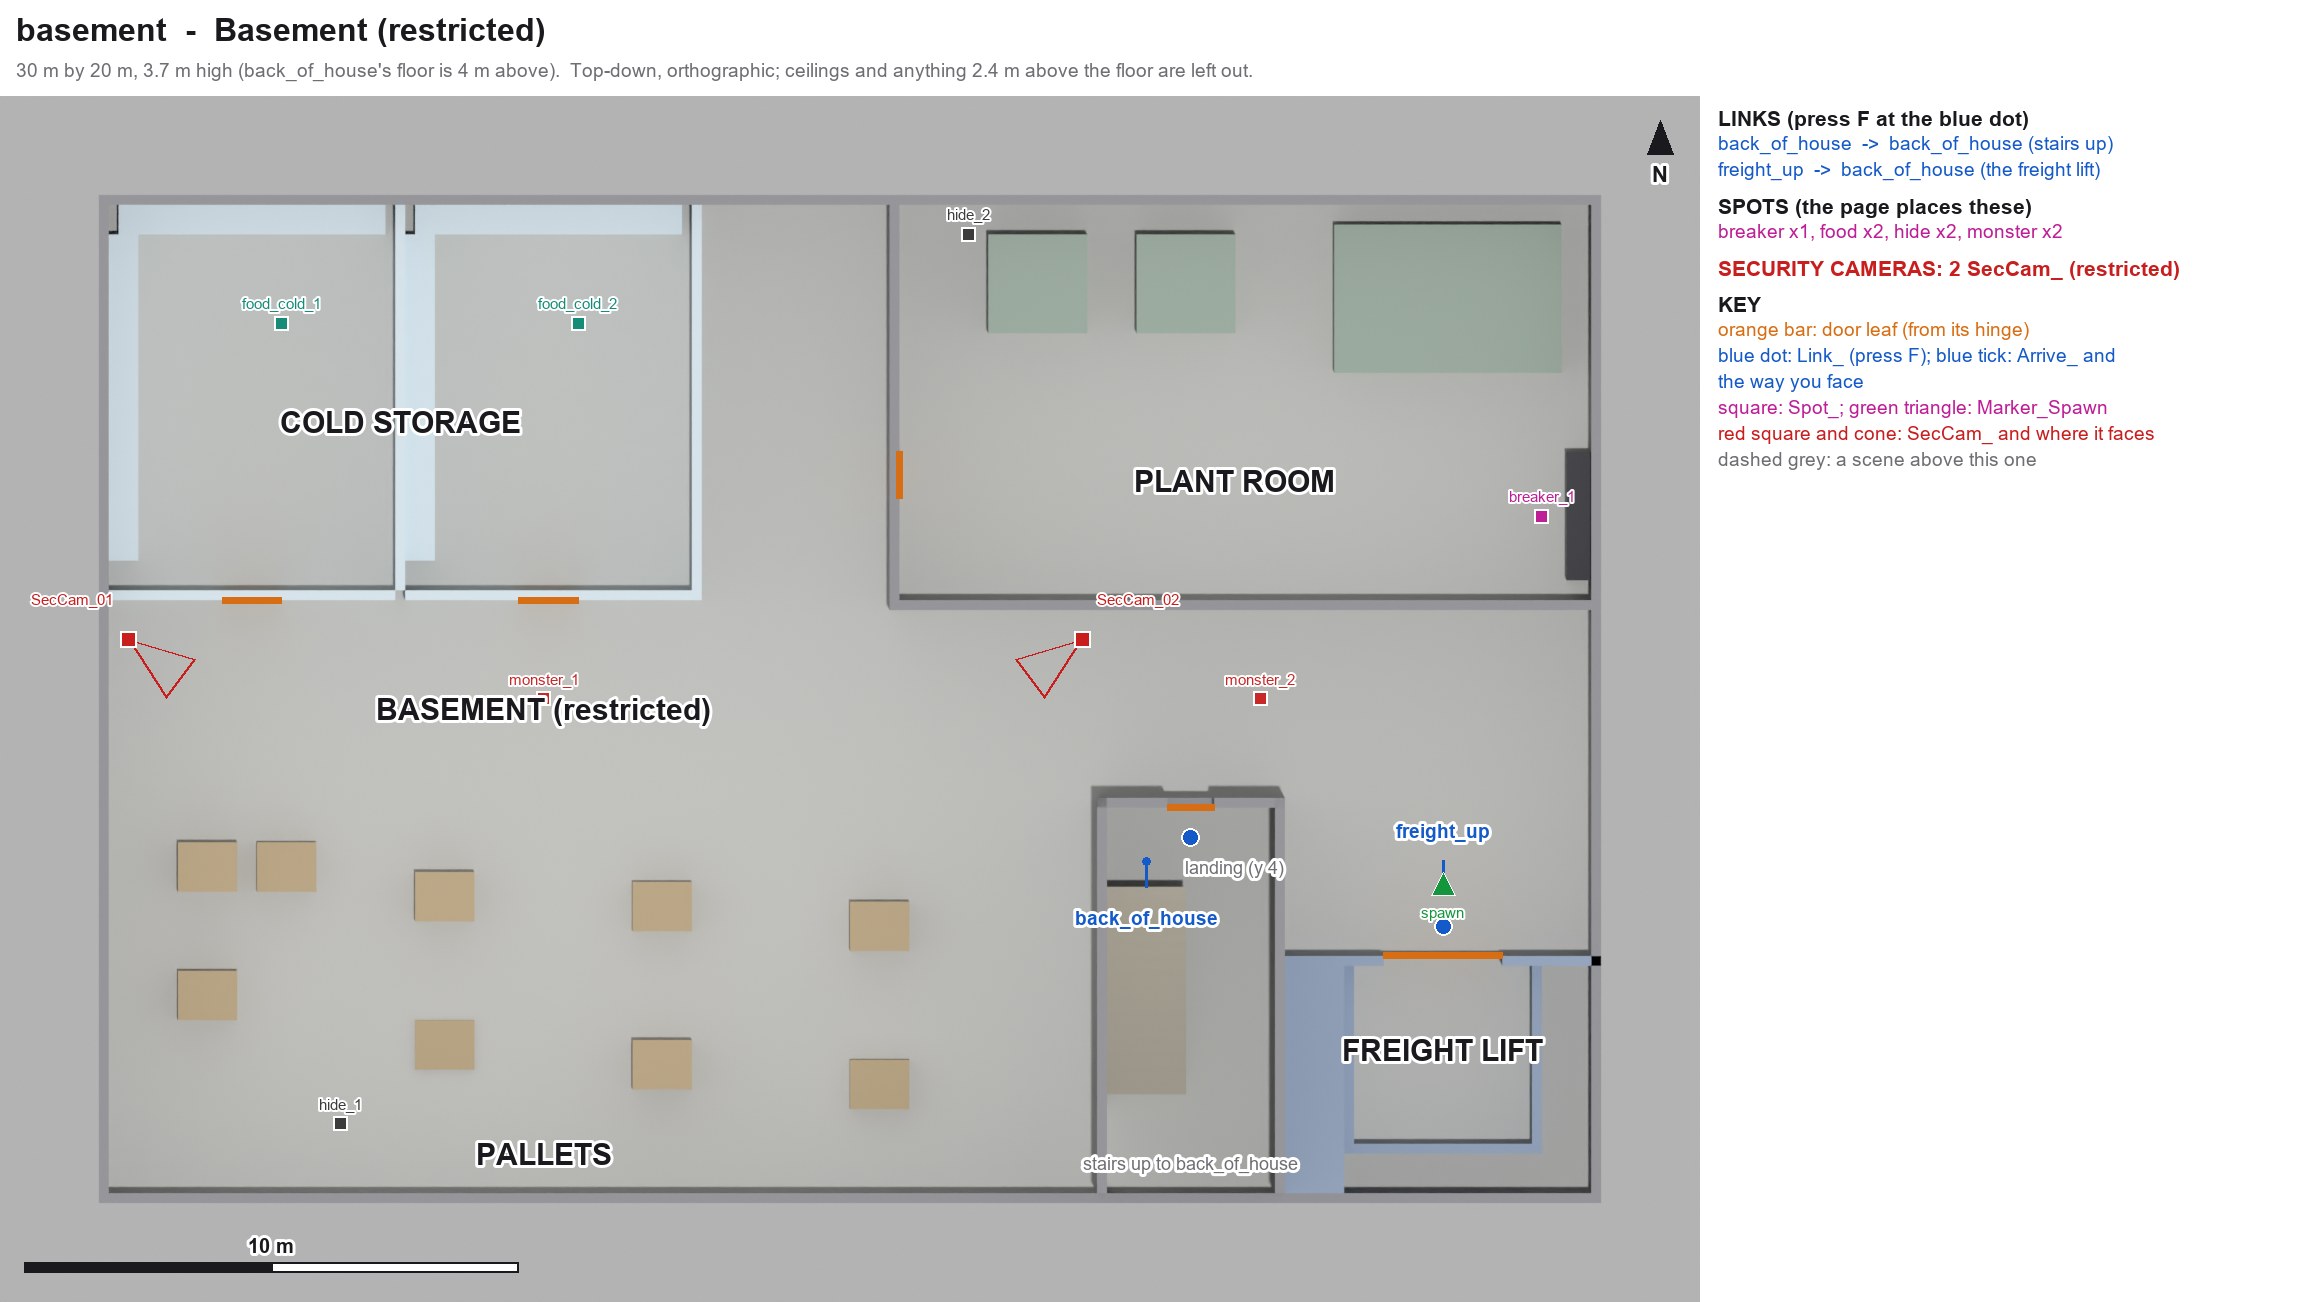 basement - Basement (restricted)
30 m by 20 m, 3.7 m high (back_of_house's floor is 4 m above). Top-down, orthographic; ceilings and anything 2.4 m above the floor are left out.
N
hide_2
food_cold_1
food_cold_2
COLD STORAGE
PLANT ROOM
breaker_1
SecCam_01
SecCam_02
monster_1
monster_2
BASEMENT (restricted)
freight_up
landing (y 4)
back_of_house
spawn
FREIGHT LIFT
hide_1
PALLETS
stairs up to back_of_house
10 m
LINKS (press F at the blue dot)
back_of_house -> back_of_house (stairs up)
freight_up -> back_of_house (the freight lift)
SPOTS (the page places these)
breaker x1, food x2, hide x2, monster x2
SECURITY CAMERAS: 2 SecCam_ (restricted)
KEY
orange bar: door leaf (from its hinge)
blue dot: Link_ (press F); blue tick: Arrive_ and
the way you face
square: Spot_; green triangle: Marker_Spawn
red square and cone: SecCam_ and where it faces
dashed grey: a scene above this one